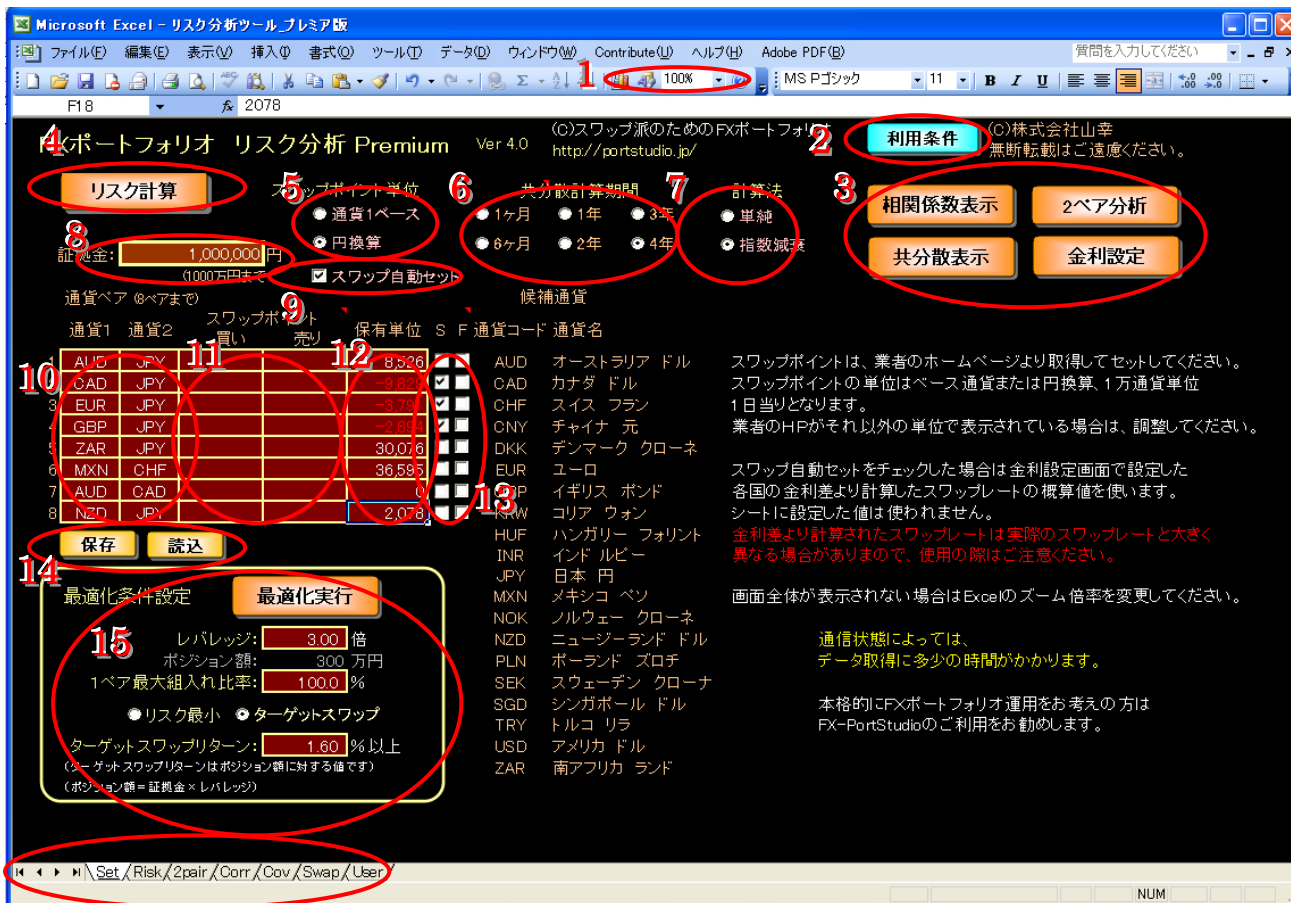 Microsoft Excel - リスク分析ツール_プレミア版
ファイル(F) 編集(E) 表示(V) 挿入(I) 書式(O) ツール(T) データ(D) ウィンドウ(W) Contribute(U) ヘルプ(H) Adobe PDF(B) 質問を入力してください
1 100% MS Pゴシック 11 B I U
F18 fx 2078
4 FXポートフォリオ リスク分析 Premium Ver 4.0
(C)スワップ派のためのFXポートフォリオ
http://portstudio.jp/
2 利用条件
(C)株式会社山幸
無断転載はご遠慮ください。
リスク計算
5 スワップポイント単位
通貨1ベース
円換算
6 共分散計算期間
1ヶ月 1年 3年
6ヶ月 2年 4年
7 計算法
単純
指数減衰
3 相関係数表示 2ペア分析
共分散表示 金利設定
8 証拠金: 1,000,000 円
(1000万円まで
スワップ自動セット
9
通貨ペア (8ペアまで)
候補通貨
スワップポイント
通貨1 通貨2 買い 売り 保有単位 S F 通貨コード 通貨名
10 11 12 13
1 AUD JPY 8,526
CAD JPY -9,829
3 EUR JPY
4 GBP JPY -2,894
5 ZAR JPY 30,076
6 MXN CHF 36,595
7 AUD CAD 0
8 NZD JPY 2,078
AUD オーストラリア ドル
CAD カナダ ドル
CHF スイス フラン
CNY チャイナ 元
DKK デンマーク クローネ
EUR ユーロ
GBP イギリス ポンド
KRW コリア ウォン
HUF ハンガリー フォリント
INR インド ルピー
JPY 日本 円
MXN メキシコ ペソ
NOK ノルウェー クローネ
NZD ニュージーランド ドル
PLN ポーランド ズロチ
SEK スウェーデン クローナ
SGD シンガポール ドル
TRY トルコ リラ
USD アメリカ ドル
ZAR 南アフリカ ランド
スワップポイントは、業者のホームページより取得してセットしてください。
スワップポイントの単位はベース通貨または円換算、1万通貨単位
1日当りとなります。
業者のHPがそれ以外の単位で表示されている場合は、調整してください。
スワップ自動セットをチェックした場合は金利設定画面で設定した
各国の金利差より計算したスワップレートの概算値を使います。
シートに設定した値は使われません。
金利差より計算されたスワップレートは実際のスワップレートと大きく
異なる場合がありまので、使用の際はご注意ください。
画面全体が表示されない場合はExcelのズーム倍率を変更してください。
通信状態によっては、
データ取得に多少の時間がかかります。
本格的にFXポートフォリオ運用をお考えの方は
FX-PortStudioのご利用をお勧めします。
14 保存 読込
最適化条件設定 最適化実行
15 レバレッジ: 3.00 倍
ポジション額: 300 万円
1ペア最大組入れ比率: 100.0 %
リスク最小 ターゲットスワップ
ターゲットスワップリターン: 1.60 %以上
(ターゲットスワップリターンはポジション額に対する値です)
(ポジション額=証拠金×レバレッジ)
Set Risk 2pair Corr Cov Swap User
NUM